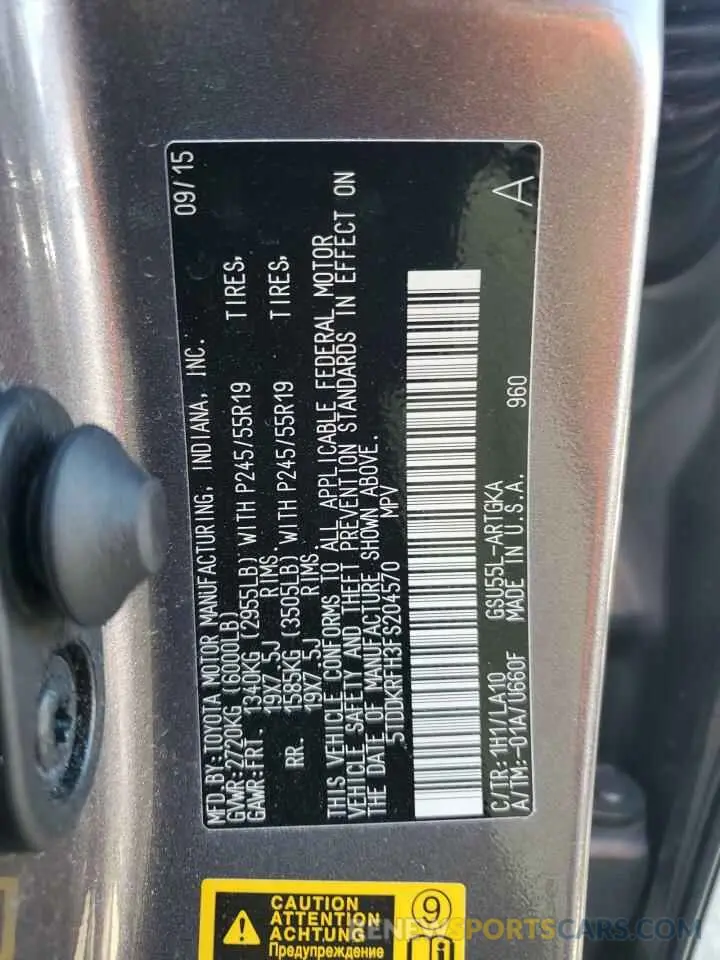 MFD.BY:TOYOTA MOTOR MANUFACTURING, INDIANA, INC. 09/15
GVWR:2720KG (6000LB)
GAWR:FRT. 1340KG (2955LB) WITH P245/55R19 TIRES,
19X7.5J RIMS.
RR. 1585KG (3505LB) WITH P245/55R19 TIRES,
19X7.5J RIMS.
THIS VEHICLE CONFORMS TO ALL APPLICABLE FEDERAL MOTOR
VEHICLE SAFETY AND THEFT PREVENTION STANDARDS IN EFFECT ON
THE DATE OF MANUFACTURE SHOWN ABOVE.
5TDDKRFH3FS204570 MPV
C/TR:1H1/LA10 GSU55L-ARTGKA
A/TM:-01A/U660F MADE IN U.S.A. 960 A
CAUTION
ATTENTION
ACHTUNG
Предупреждение
9
RENEWSPORTSCARS.COM